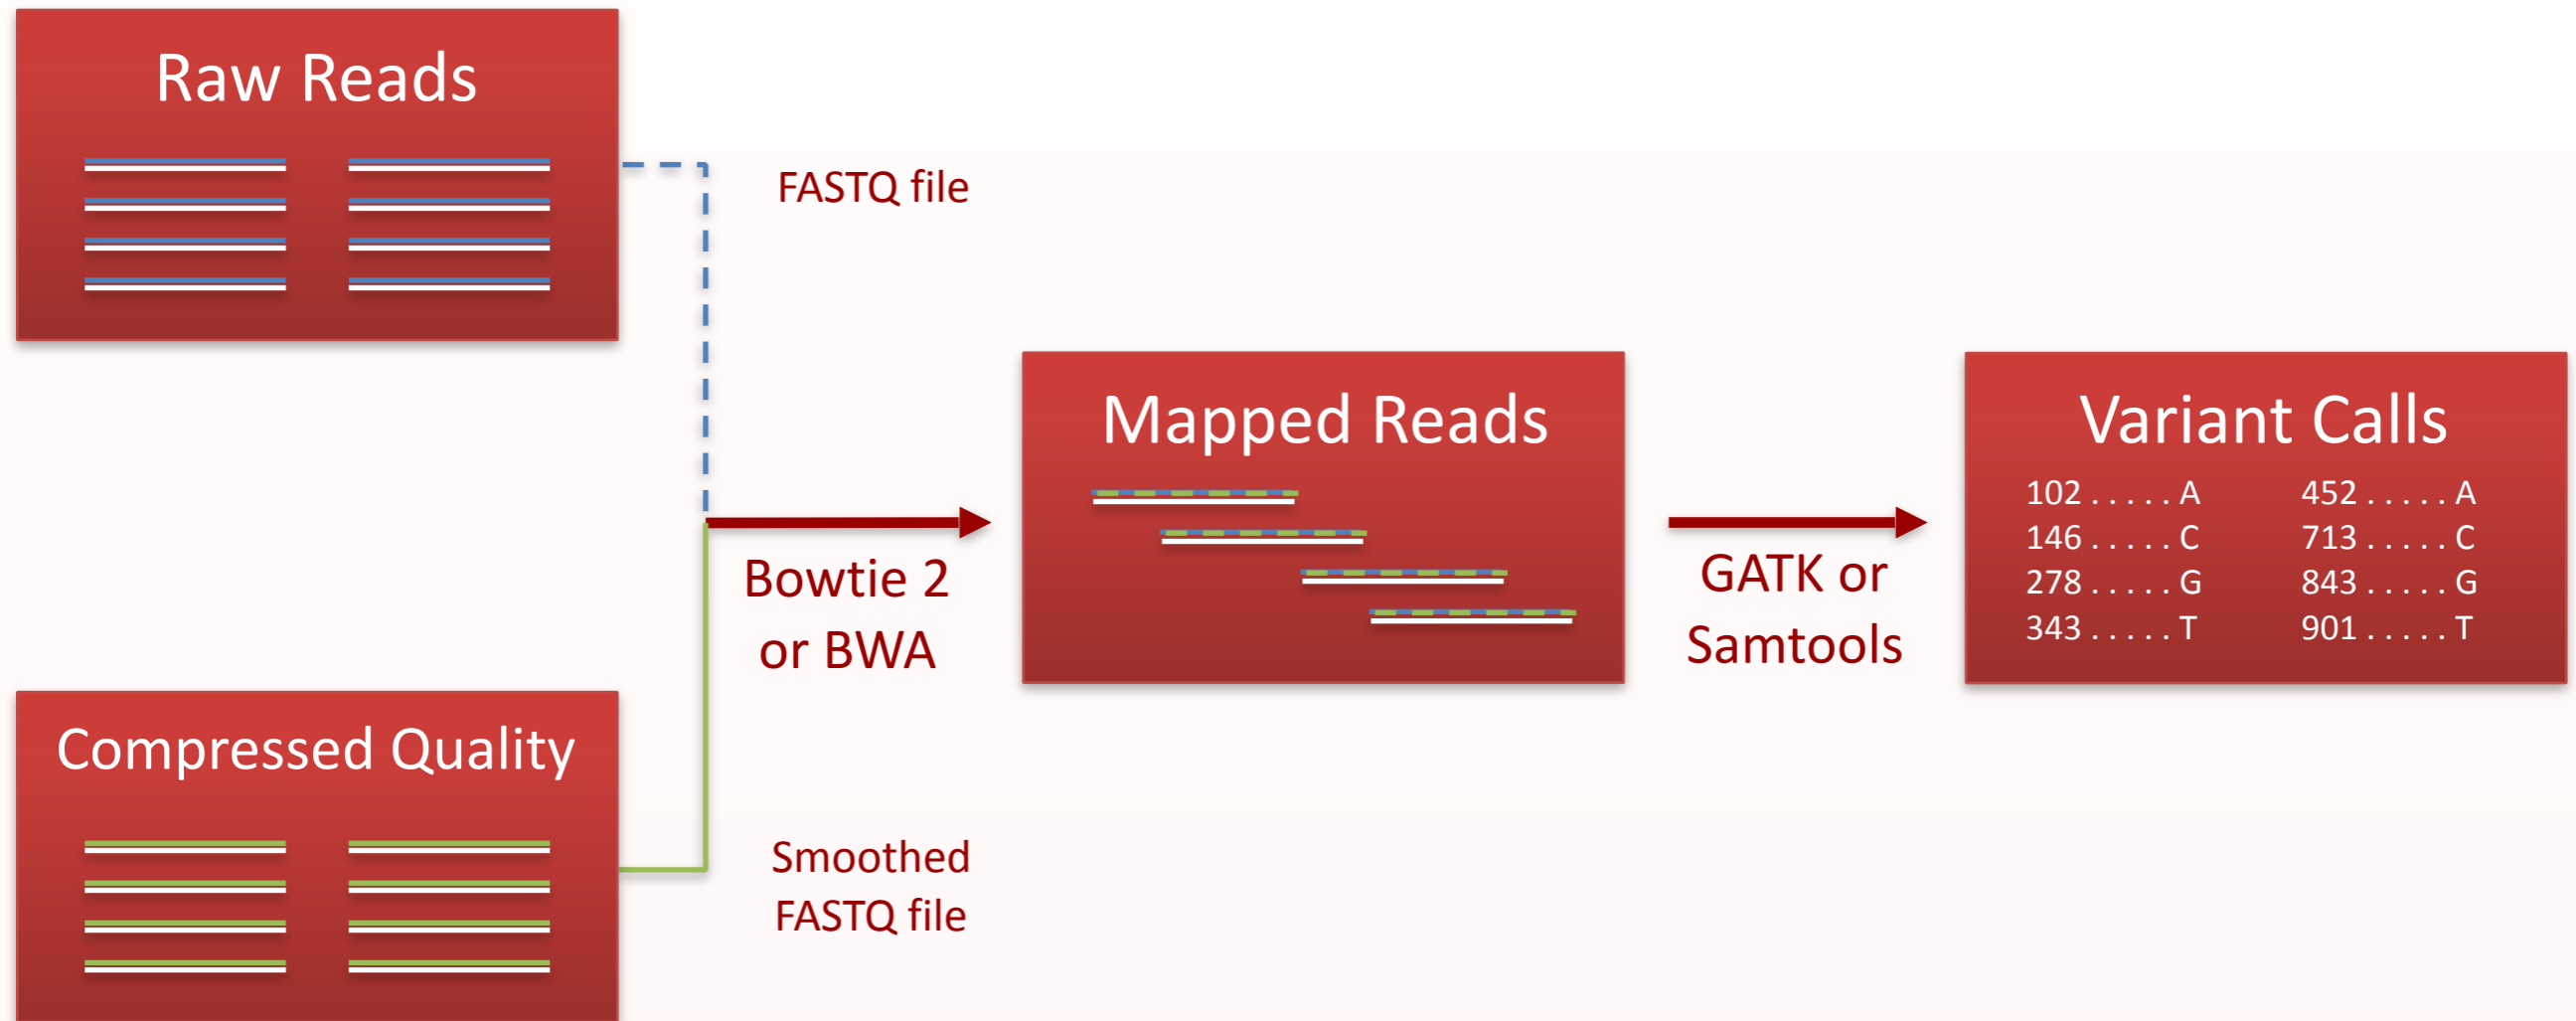 Raw Reads
FASTQ file
Compressed Quality
Smoothed
FASTQ file
Bowtie 2
or BWA
Mapped Reads
GATK or
Samtools
Variant Calls
102 . . . . . A
146 . . . . . C
278 . . . . . G
343 . . . . . T
452 . . . . . A
713 . . . . . C
843 . . . . . G
901 . . . . . T